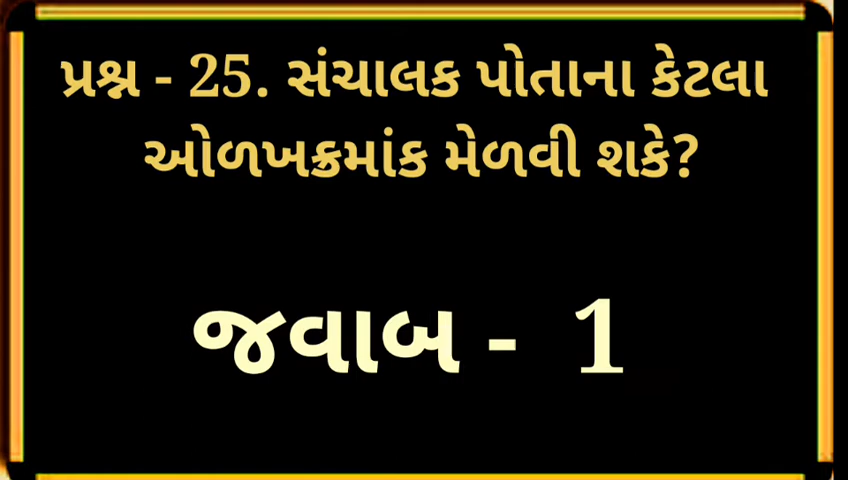 પ્રશ્ન - 25. સંચાલક પોતાના કેટલા
ઓળખક્રમાંક મેળવી શકે?
જવાબ - 1